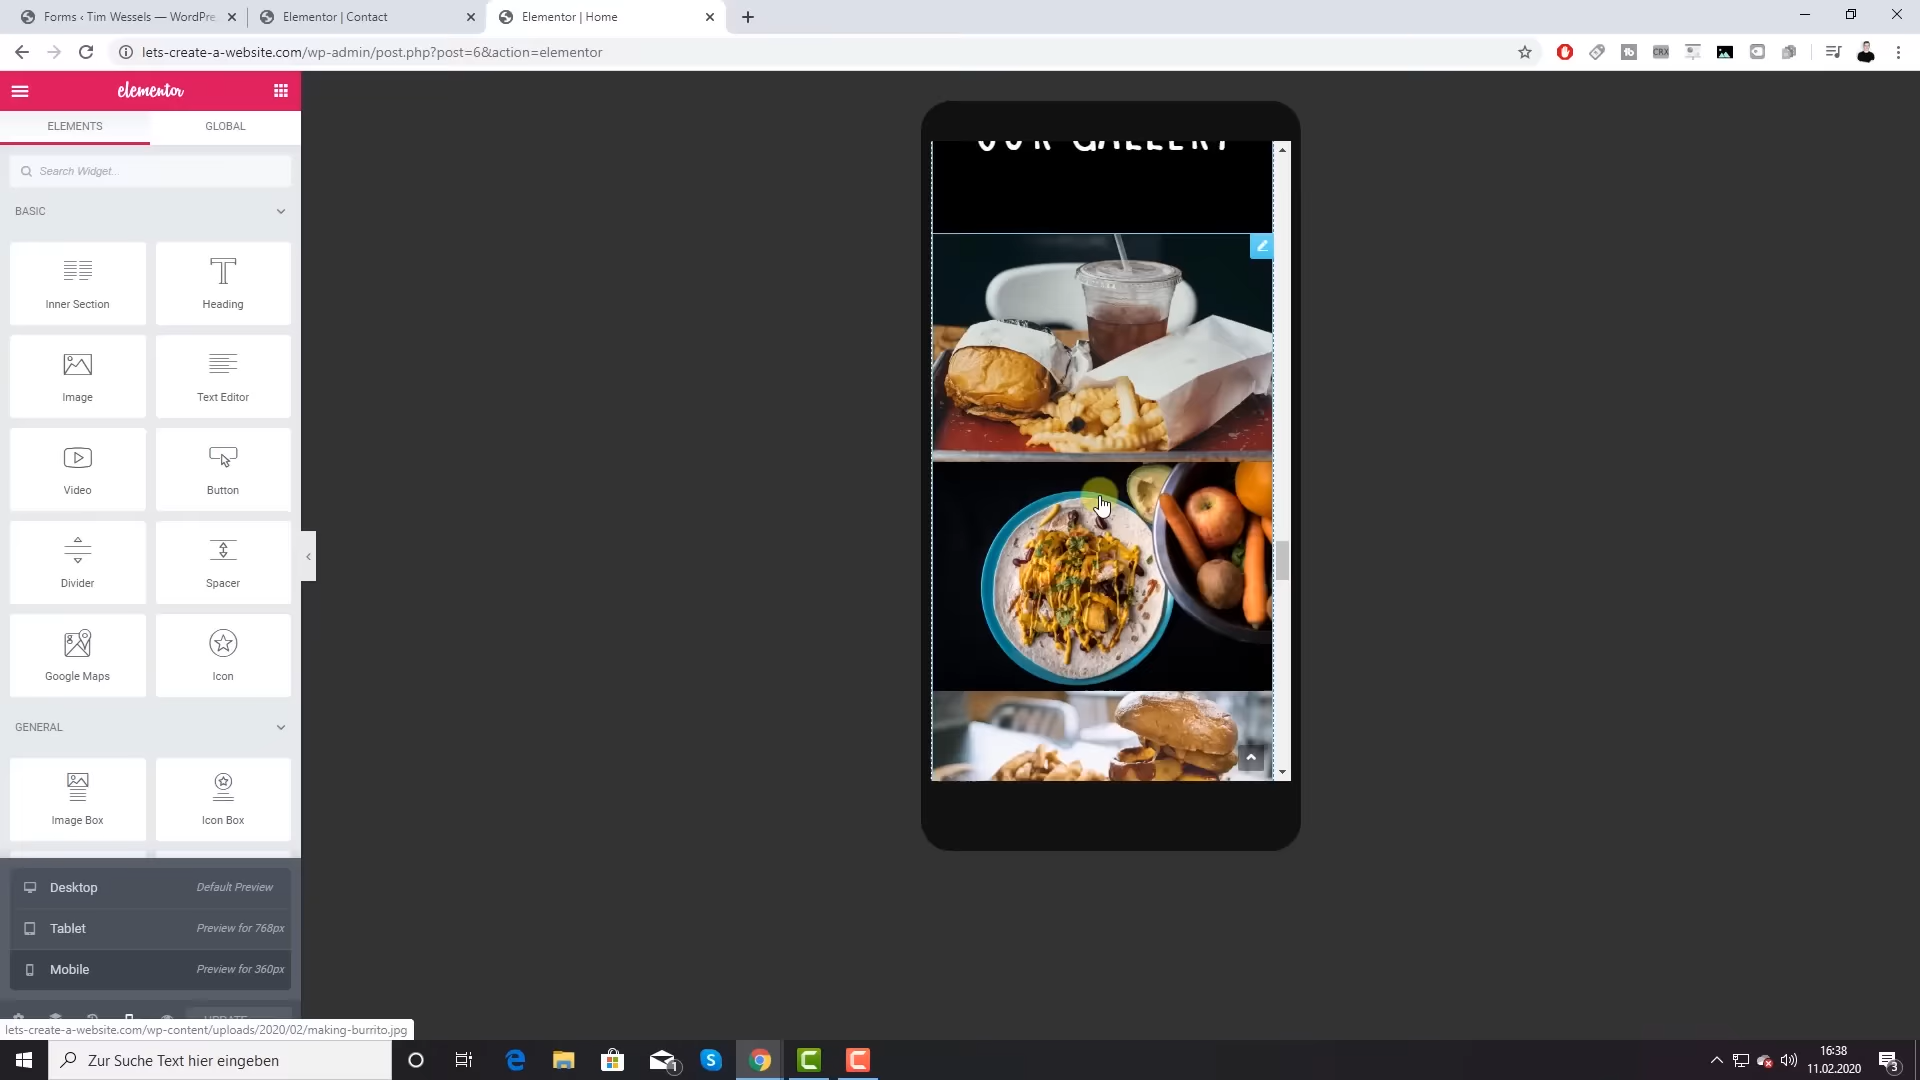 Forms ‹ Tim Wessels — WordPre
Elementor | Contact
Elementor | Home
lets-create-a-website.com/wp-admin/post.php?post=6&action=elementor
elementor
ELEMENTS
GLOBAL
Search Widget...
BASIC
Inner Section
Heading
Image
Text Editor
Video
Button
Divider
Spacer
Google Maps
Icon
GENERAL
Image Box
Icon Box
Desktop
Default Preview
Tablet
Preview for 768px
Mobile
Preview for 360px
UPDATE
lets-create-a-website.com/wp-content/uploads/2020/02/making-burrito.jpg
OUR GALLERY
Zur Suche Text hier eingeben
16:38
11.02.2020